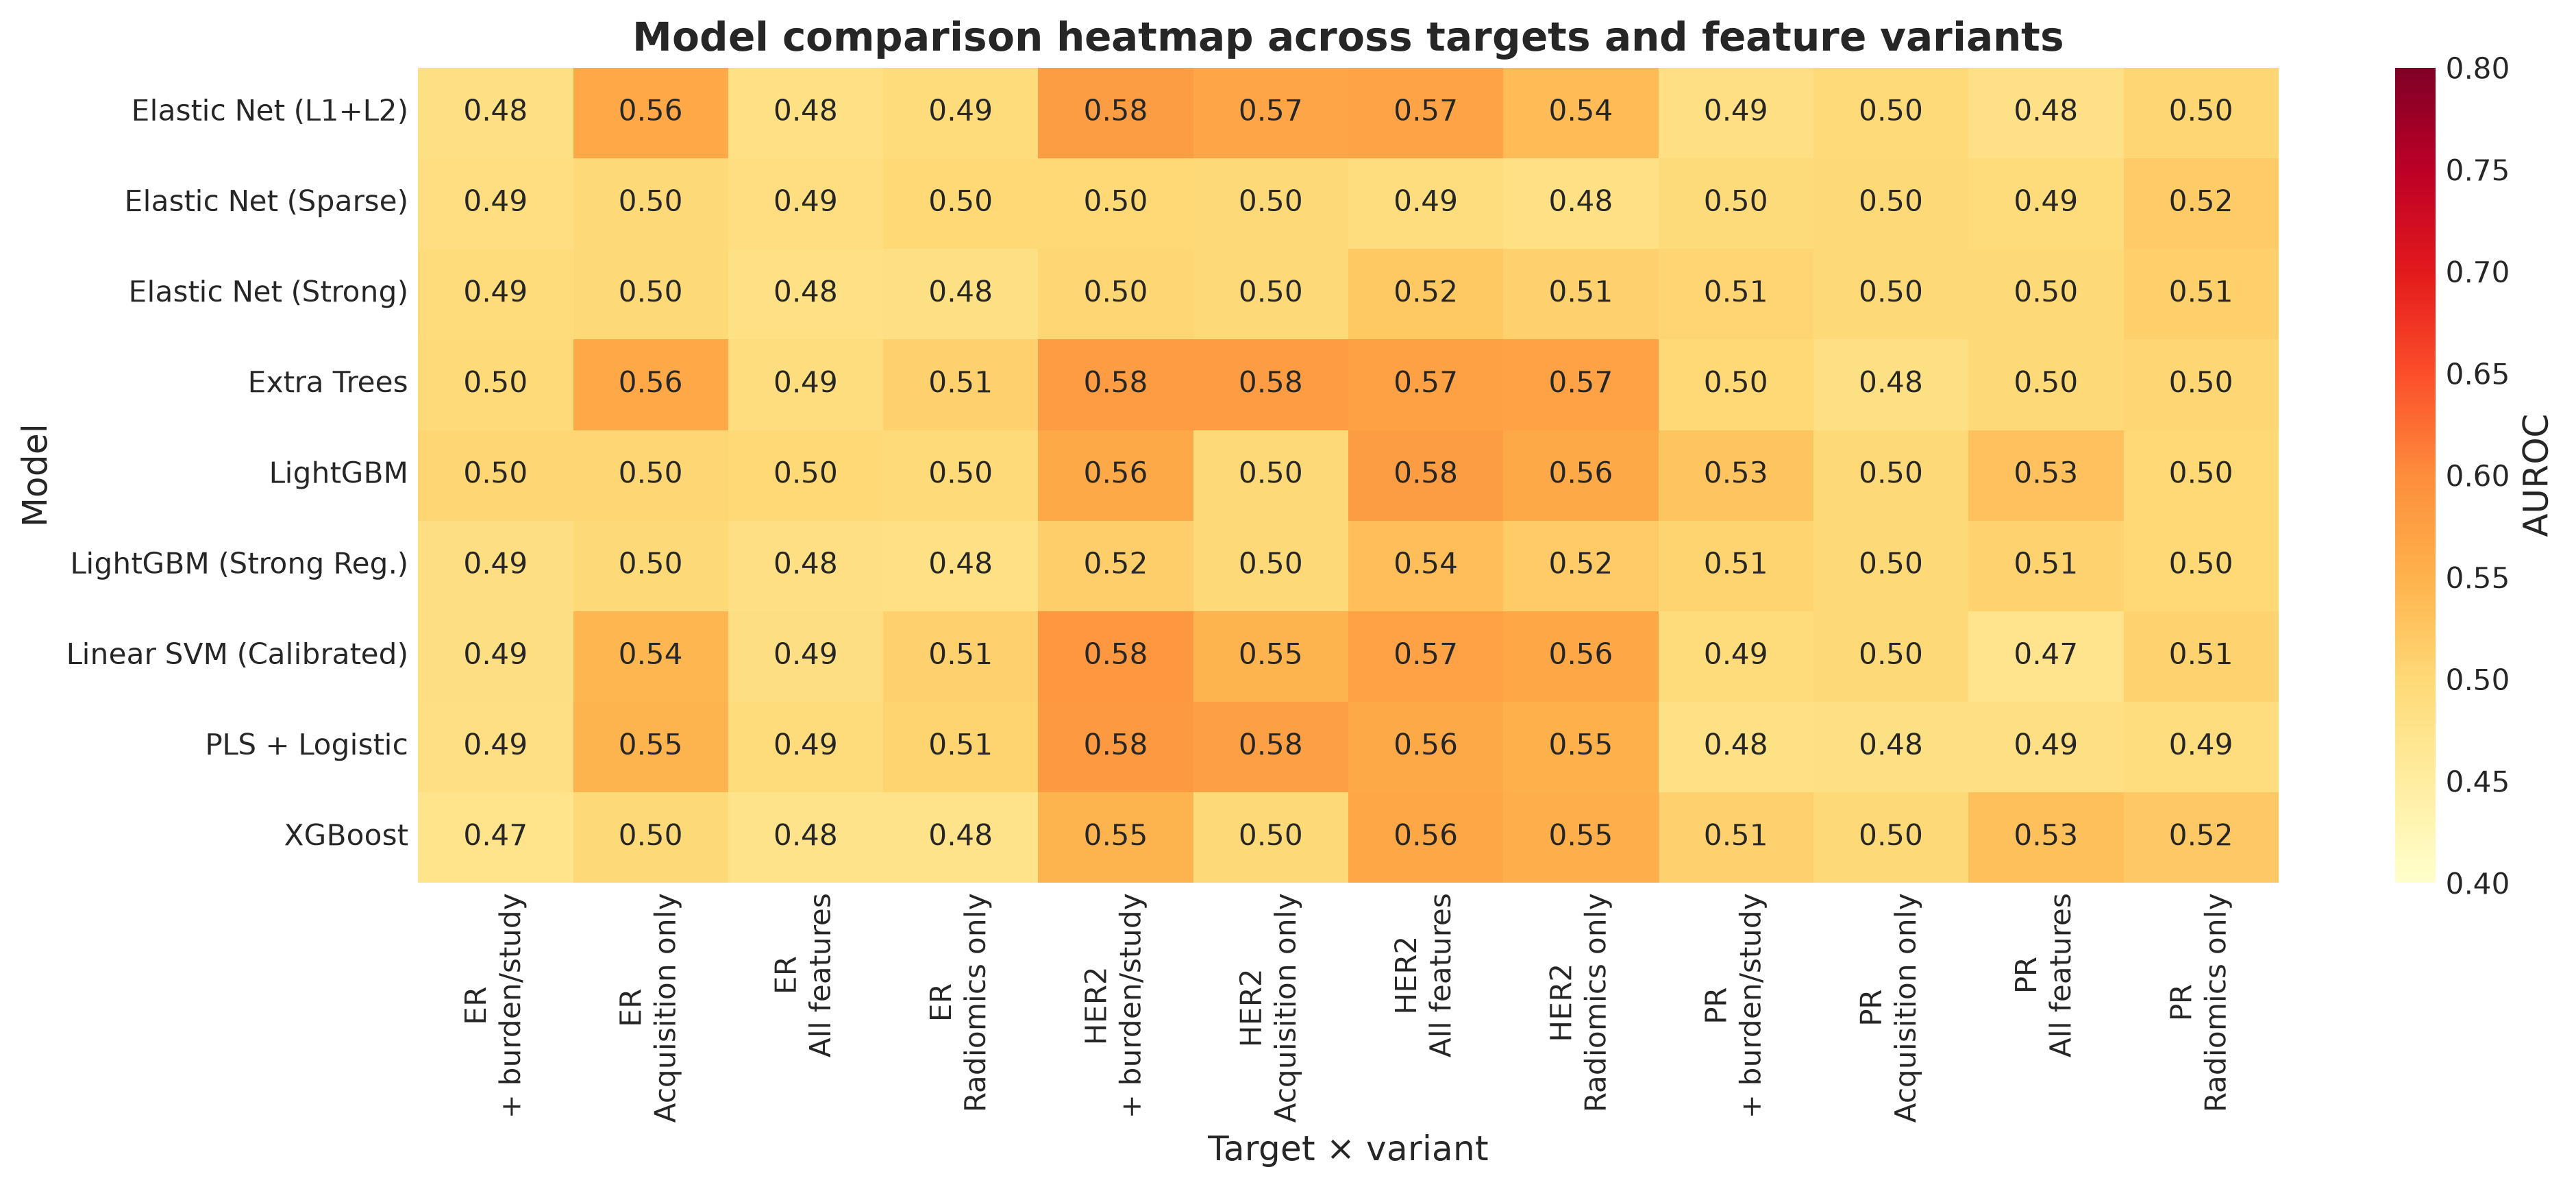 Model comparison heatmap across targets and feature variants
Model
Elastic Net (L1+L2) 0.48 0.56 0.48 0.49 0.58 0.57 0.57 0.54 0.49 0.50 0.48 0.50
Elastic Net (Sparse) 0.49 0.50 0.49 0.50 0.50 0.50 0.49 0.48 0.50 0.50 0.49 0.52
Elastic Net (Strong) 0.49 0.50 0.48 0.48 0.50 0.50 0.52 0.51 0.51 0.50 0.50 0.51
Extra Trees 0.50 0.56 0.49 0.51 0.58 0.58 0.57 0.57 0.50 0.48 0.50 0.50
LightGBM 0.50 0.50 0.50 0.50 0.56 0.50 0.58 0.56 0.53 0.50 0.53 0.50
LightGBM (Strong Reg.) 0.49 0.50 0.48 0.48 0.52 0.50 0.54 0.52 0.51 0.50 0.51 0.50
Linear SVM (Calibrated) 0.49 0.54 0.49 0.51 0.58 0.55 0.57 0.56 0.49 0.50 0.47 0.51
PLS + Logistic 0.49 0.55 0.49 0.51 0.58 0.58 0.56 0.55 0.48 0.48 0.49 0.49
XGBoost 0.47 0.50 0.48 0.48 0.55 0.50 0.56 0.55 0.51 0.50 0.53 0.52
ER
+ burden/study
ER
Acquisition only
ER
All features
ER
Radiomics only
HER2
+ burden/study
HER2
Acquisition only
HER2
All features
HER2
Radiomics only
PR
+ burden/study
PR
Acquisition only
PR
All features
PR
Radiomics only
Target × variant
0.80
0.75
0.70
0.65
0.60
0.55
0.50
0.45
0.40
AUROC